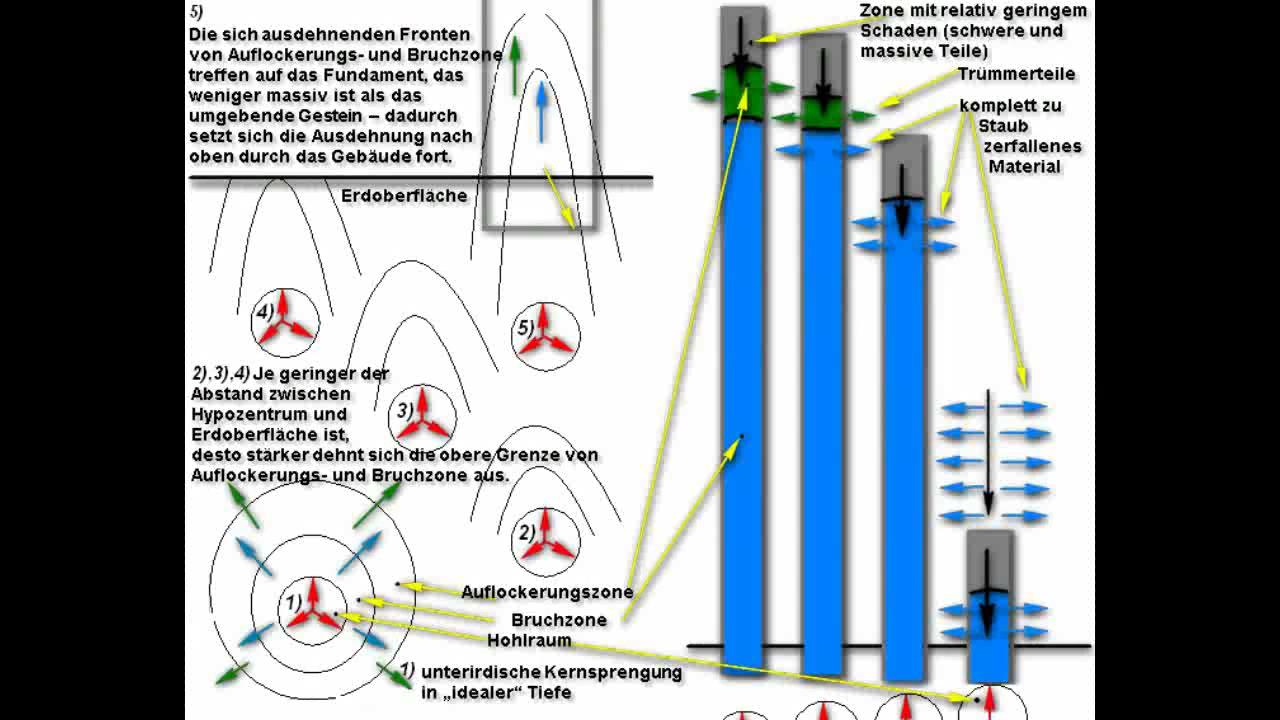 5)
Die sich ausdehnenden Fronten
von Auflockerungs- und Bruchzone
treffen auf das Fundament, das
weniger massiv ist als das
umgebende Gestein – dadurch
setzt sich die Ausdehnung nach
oben durch das Gebäude fort.
Erdoberfläche
4)
5)
2),3),4) Je geringer der
Abstand zwischen
Hypozentrum und
Erdoberfläche ist,
desto stärker dehnt sich die obere Grenze von
Auflockerungs- und Bruchzone aus.
3)
2)
1)
Auflockerungszone
Bruchzone
Hohlraum
1) unterirdische Kernsprengung
in „idealer“ Tiefe
Zone mit relativ geringem
Schaden (schwere und
massive Teile)
Trümmerteile
komplett zu
Staub
zerfallenes
Material